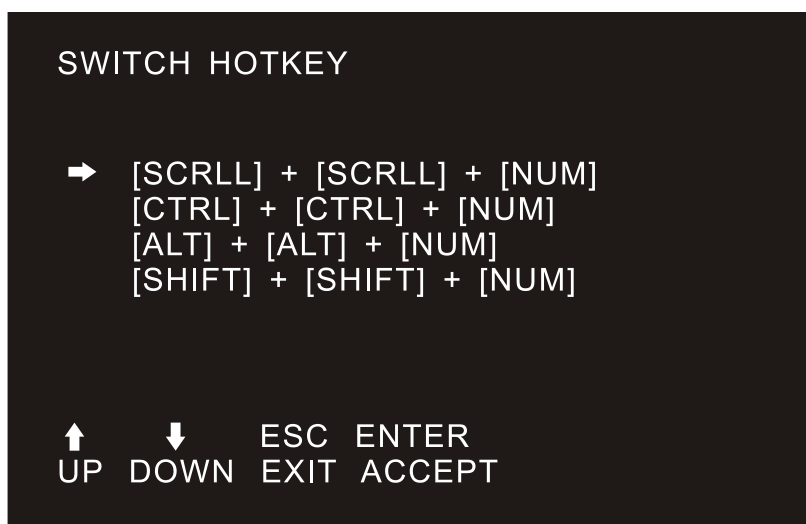 SWITCH HOTKEY
[SCRLL] + [SCRLL] + [NUM]
[CTRL] + [CTRL] + [NUM]
[ALT] + [ALT] + [NUM]
[SHIFT] + [SHIFT] + [NUM]
ESC ENTER
UP DOWN EXIT ACCEPT